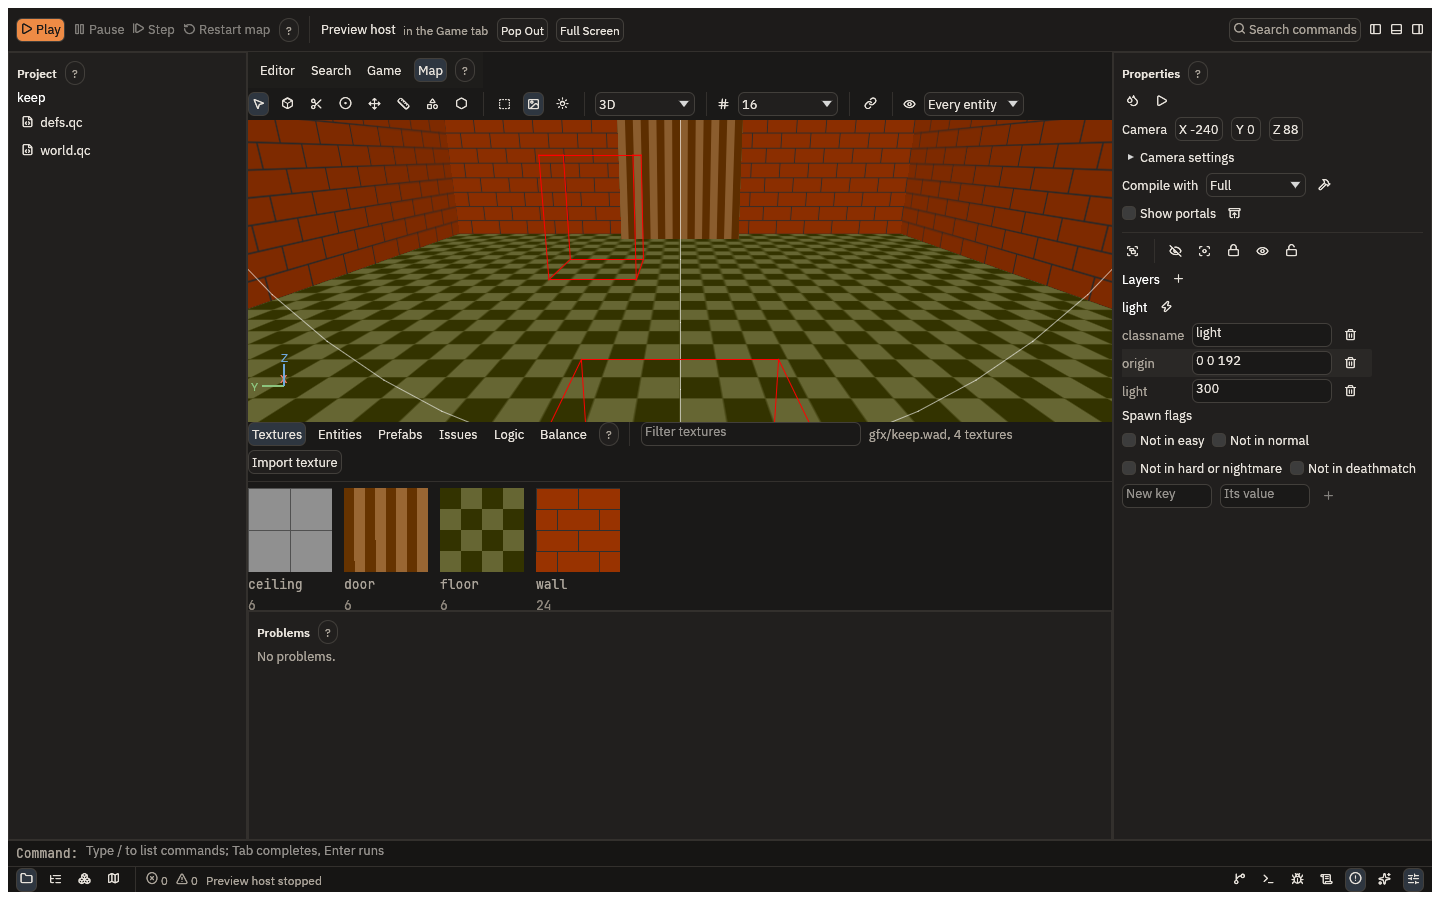 Play Pause Step Restart map ? Preview host in the Game tab Pop Out Full Screen Search commands
Project ?
keep
defs.qc
world.qc
Editor Search Game Map ?
3D 16 Every entity
Z
Y X
Textures Entities Prefabs Issues Logic Balance ? Filter textures gfx/keep.wad, 4 textures
Import texture
ceiling door floor wall
6 6 6 24
Problems ?
No problems.
Properties ?
Camera X -240 Y 0 Z 88
Camera settings
Compile with Full
Show portals
Layers +
light
classname light
origin 0 0 192
light 300
Spawn flags
Not in easy Not in normal
Not in hard or nightmare Not in deathmatch
New key Its value +
Command: Type / to list commands; Tab completes, Enter runs
0 0 Preview host stopped